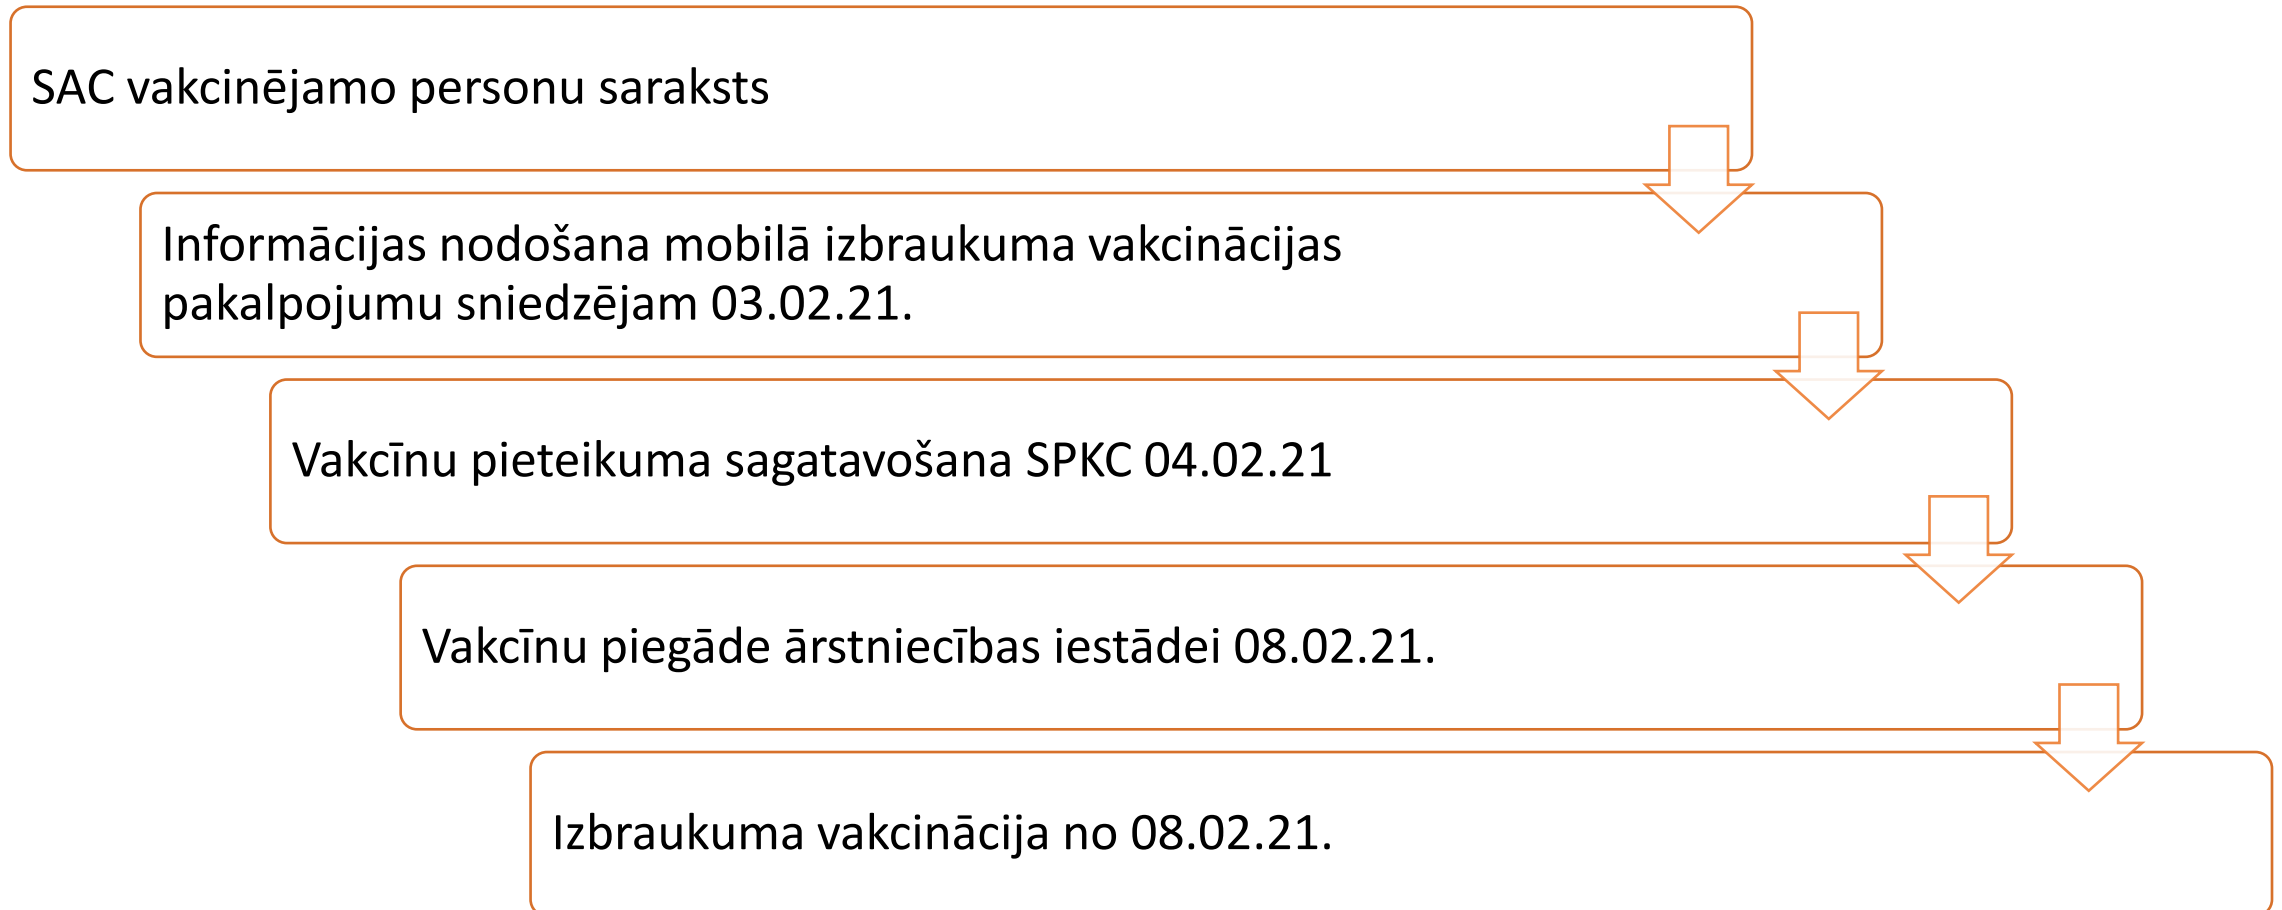 SAC vakcinējamo personu saraksts
Informācijas nodošana mobilā izbraukuma vakcinācijas
pakalpojumu sniedzējam 03.02.21.
Vakcīnu pieteikuma sagatavošana SPKC 04.02.21
Vakcīnu piegāde ārstniecības iestādei 08.02.21.
Izbraukuma vakcinācija no 08.02.21.